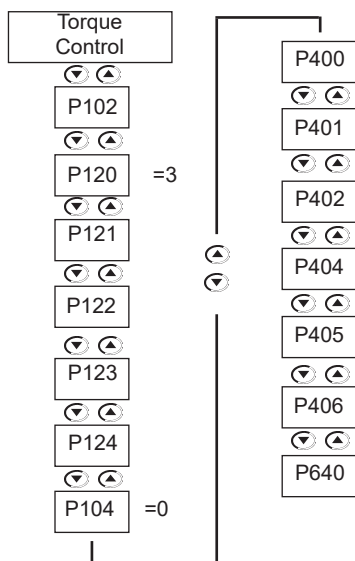 Torque
Control
P102
P120 =3
P121
P122
P123
P124
P104 =0
P400
P401
P402
P404
P405
P406
P640